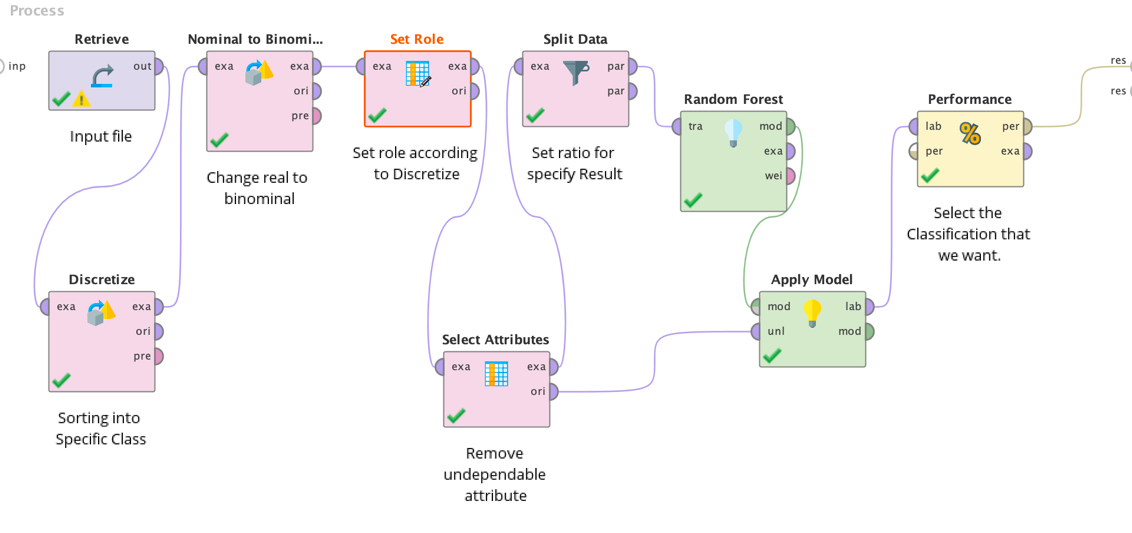 Process
inp
Retrieve
out
Input file
Nominal to Binomi...
exa
exa
ori
pre
Change real to
binominal
Set Role
exa
exa
ori
Set role according
to Discretize
Split Data
exa
par
par
Set ratio for
specify Result
Random Forest
tra
mod
exa
wei
Performance
lab
per
per
exa
Select the
Classification that
we want.
res
res
Discretize
exa
exa
ori
pre
Sorting into
Specific Class
Select Attributes
exa
exa
ori
Remove
undependable
attribute
Apply Model
mod
lab
unl
mod